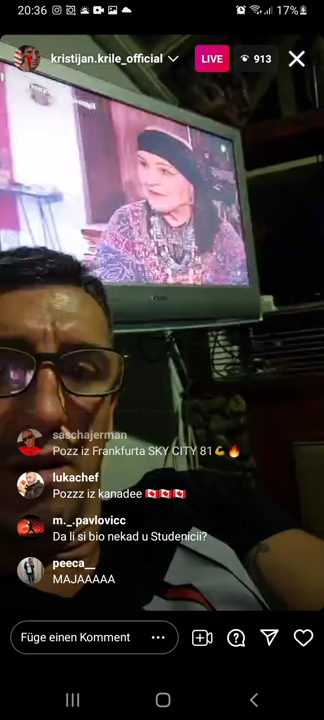 20:36
17%
kristijan.krile_official
LIVE
913
saschajerman
Pozz iz Frankfurta SKY CITY 81💪🔥
lukachef
Pozzz iz kanadee 🇨🇦🇨🇦🇨🇦
m._.pavlovicc
Da li si bio nekad u Studenicii?
peeca__
MAJAAAAA
Füge einen Kommentar